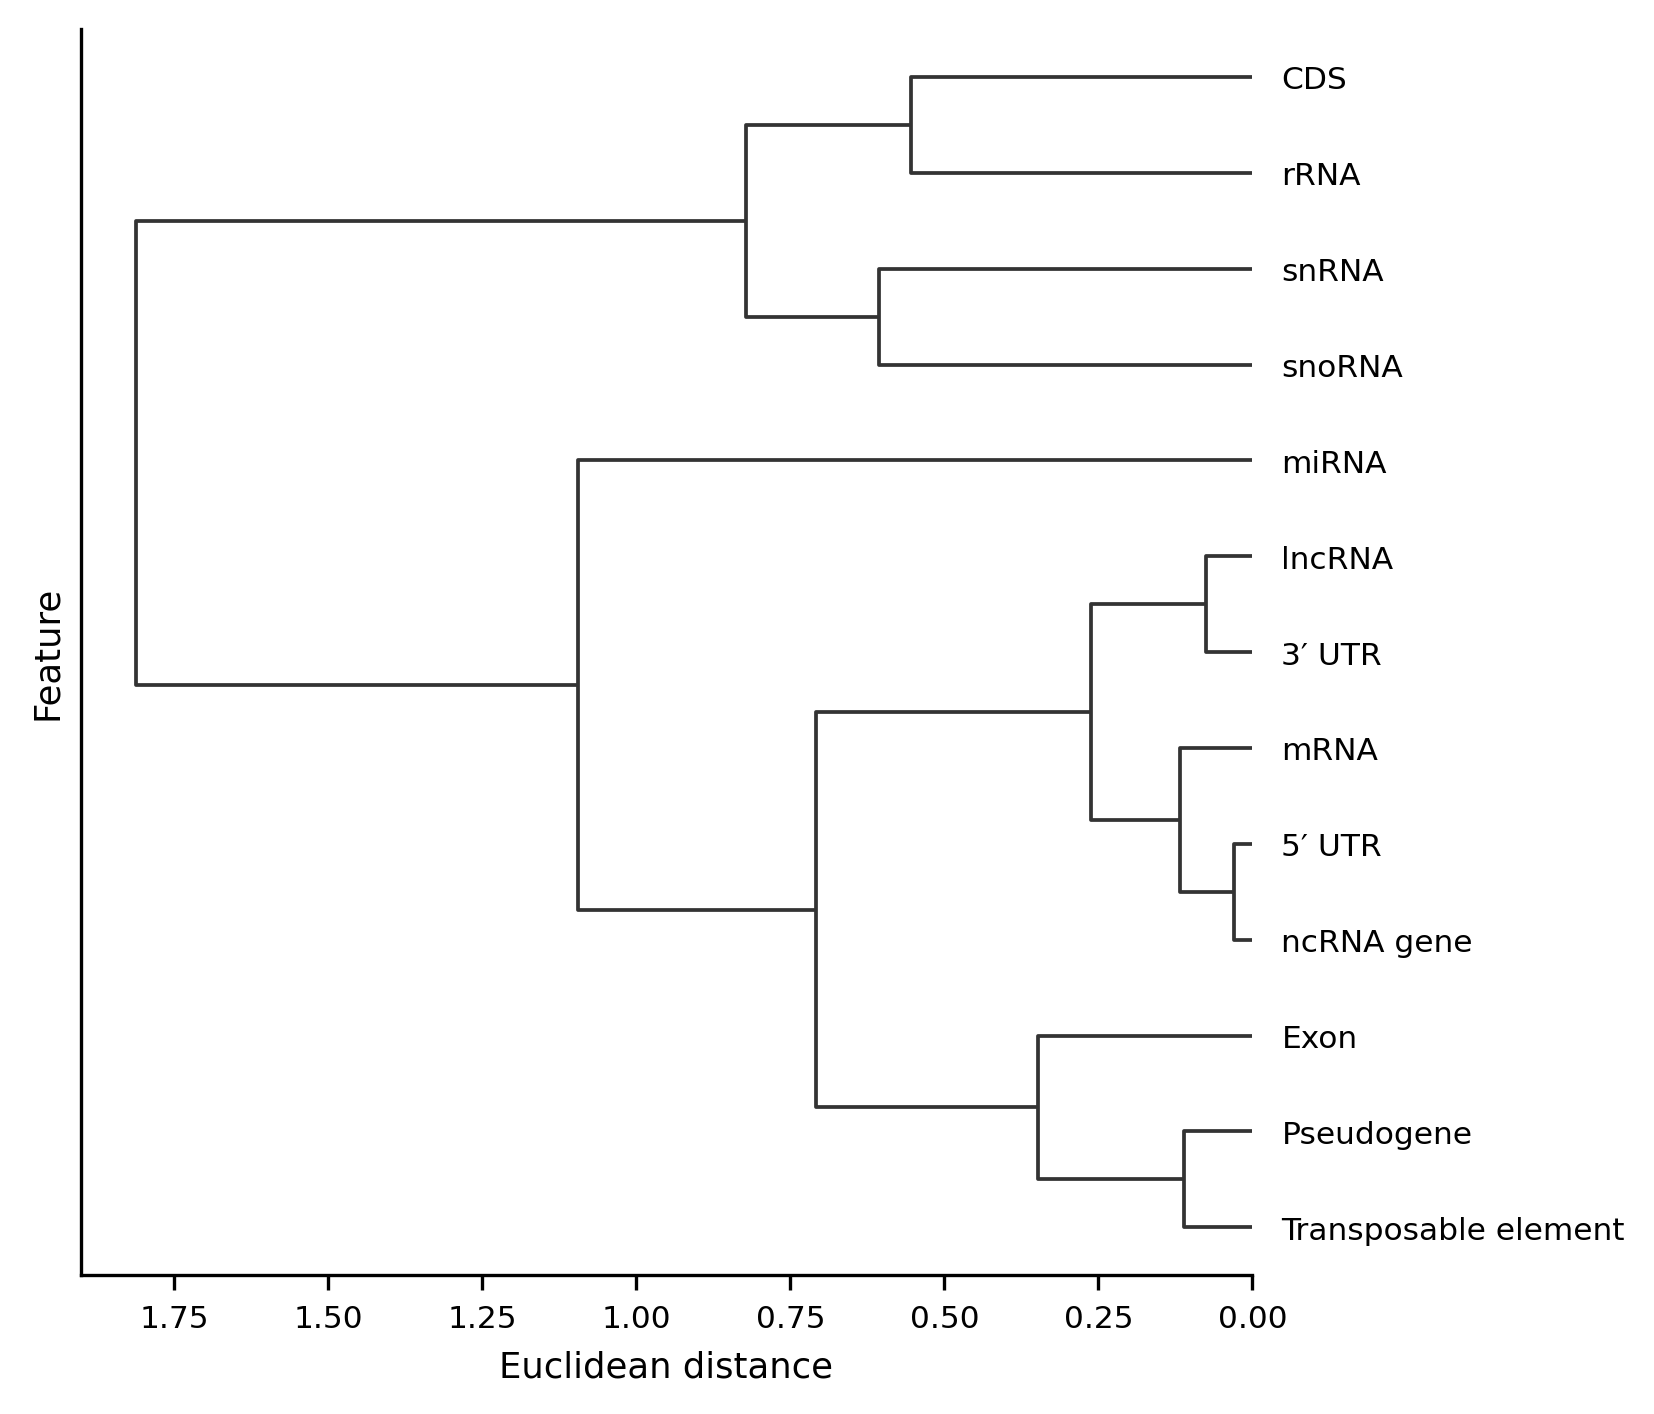 CDS
rRNA
snRNA
snoRNA
miRNA
lncRNA
3′ UTR
mRNA
5′ UTR
ncRNA gene
Exon
Pseudogene
Transposable element
Feature
1.75 1.50 1.25 1.00 0.75 0.50 0.25 0.00
Euclidean distance